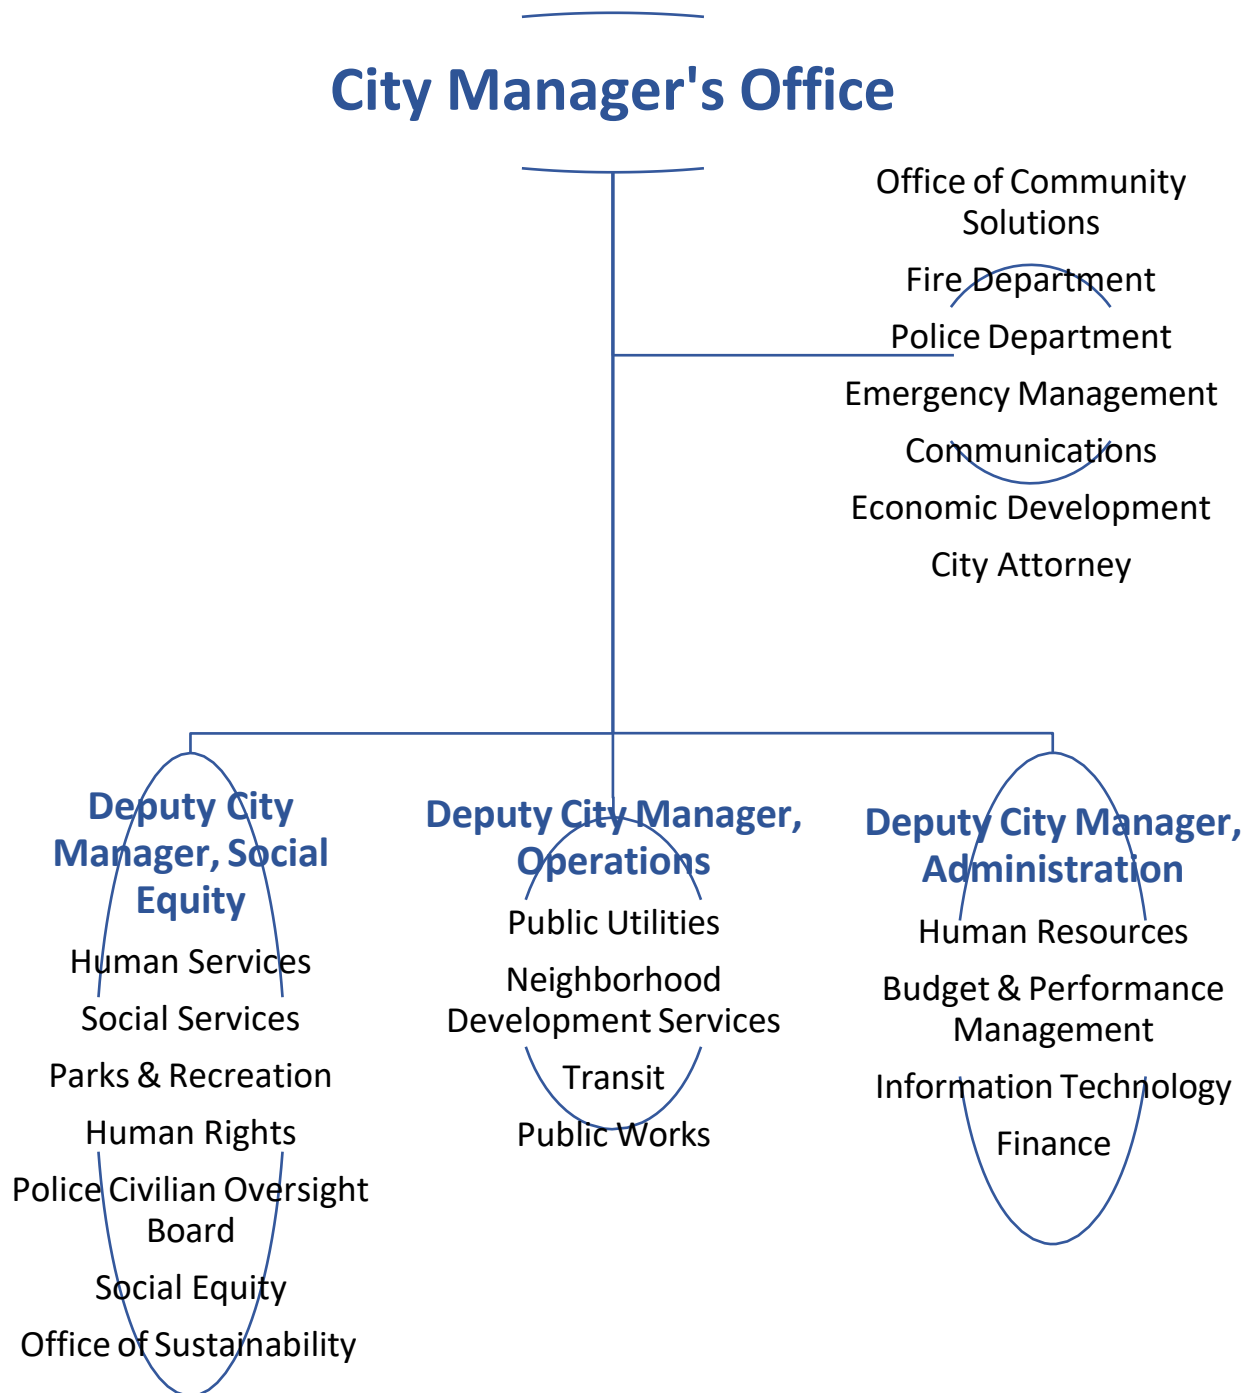 City Manager's Office
Office of Community
Solutions
Fire Department
Police Department
Emergency Management
Communications
Economic Development
City Attorney
Deputy City
Manager, Social
Equity
Human Services
Social Services
Parks & Recreation
Human Rights
Police Civilian Oversight
Board
Social Equity
Office of Sustainability
Deputy City Manager,
Operations
Public Utilities
Neighborhood
Development Services
Transit
Public Works
Deputy City Manager,
Administration
Human Resources
Budget & Performance
Management
Information Technology
Finance